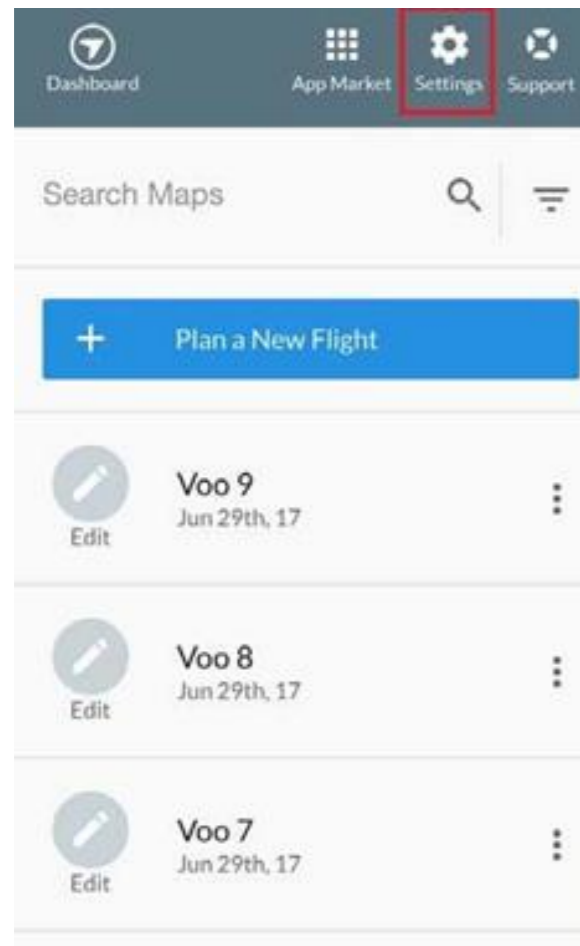 Dashboard
App Market
Settings
Support
Search Maps
+ Plan a New Flight
Voo 9
Jun 29th, 17
Edit
Voo 8
Jun 29th, 17
Edit
Voo 7
Jun 29th, 17
Edit